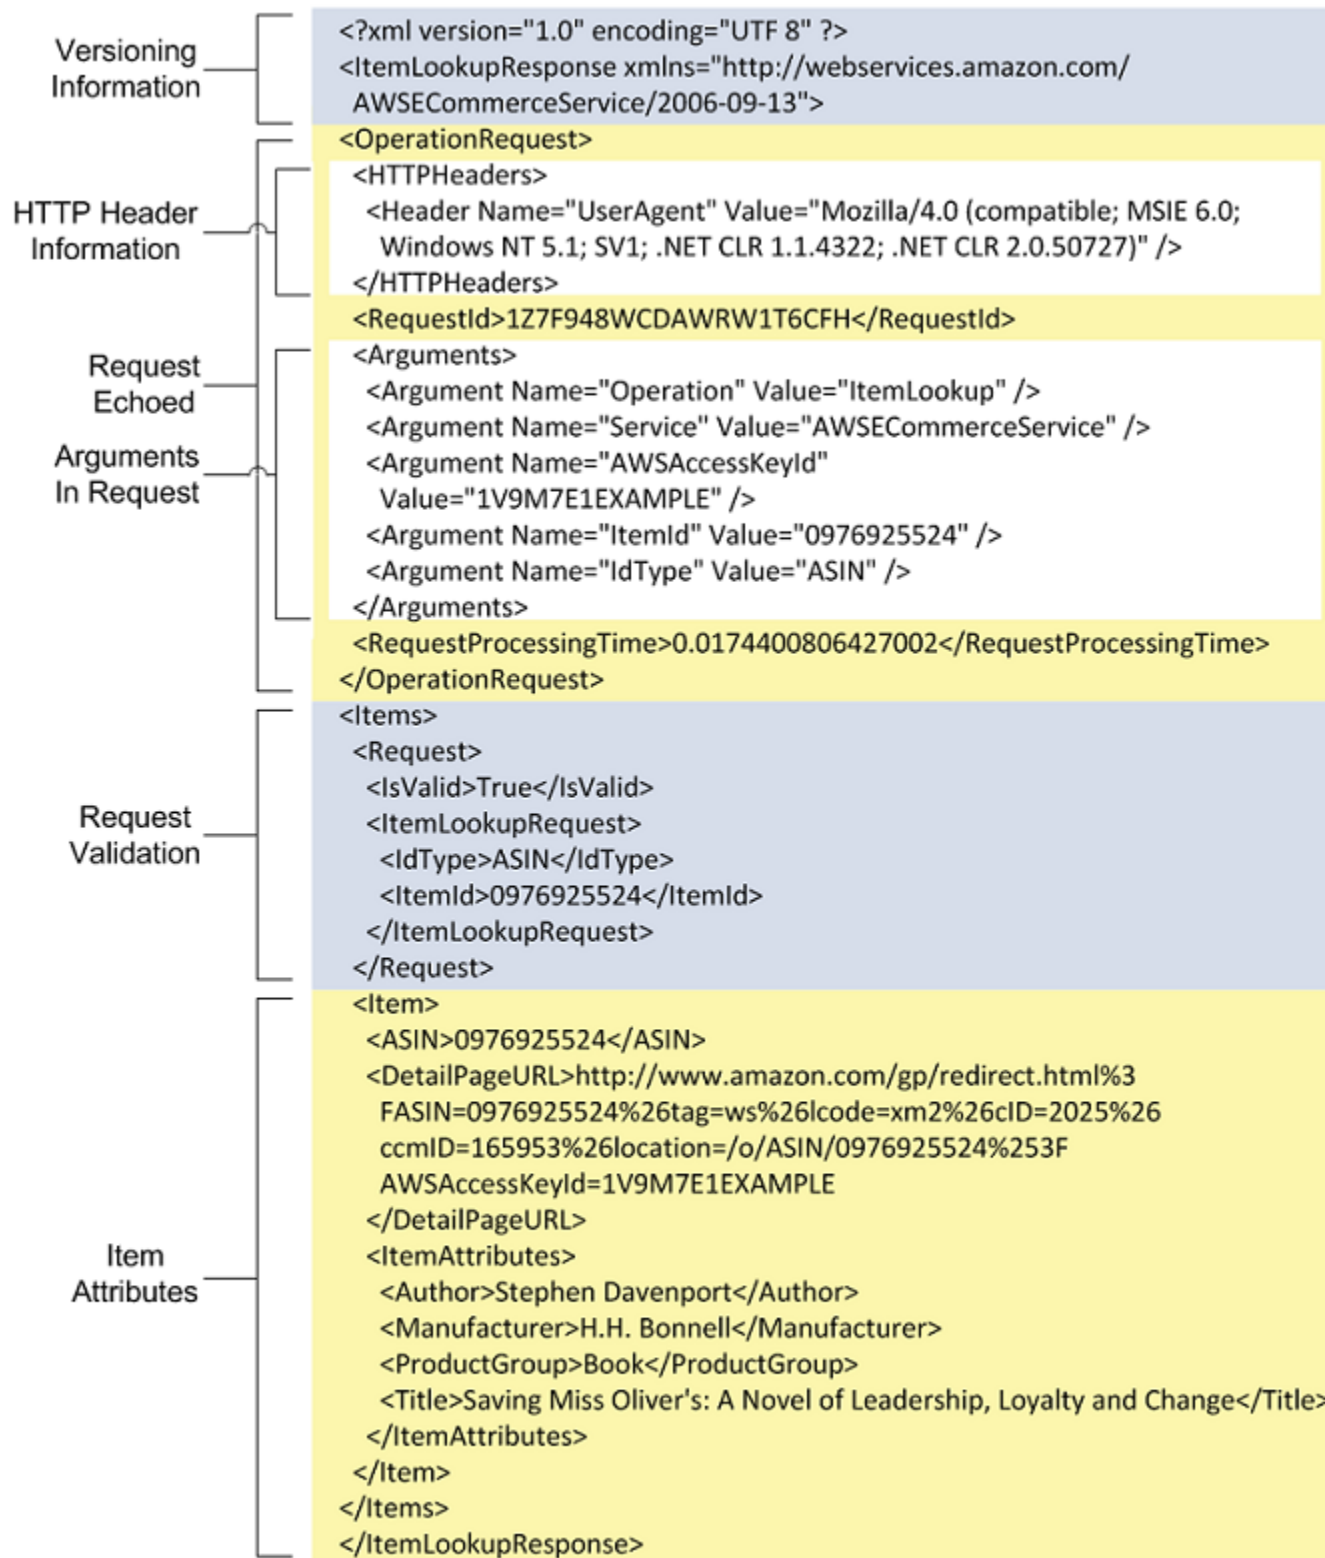 Versioning
Information
<?xml version="1.0" encoding="UTF 8" ?>
<ItemLookupResponse xmlns="http://webservices.amazon.com/
AWSECommerceService/2006-09-13">
<OperationRequest>
HTTP Header
Information
<HTTPHeaders>
<Header Name="UserAgent" Value="Mozilla/4.0 (compatible; MSIE 6.0;
Windows NT 5.1; SV1; .NET CLR 1.1.4322; .NET CLR 2.0.50727)" />
</HTTPHeaders>
<RequestId>1Z7F948WCDAWRW1T6CFH</RequestId>
Request
Echoed
Arguments
In Request
<Arguments>
<Argument Name="Operation" Value="ItemLookup" />
<Argument Name="Service" Value="AWSECommerceService" />
<Argument Name="AWSAccessKeyId"
Value="1V9M7E1EXAMPLE" />
<Argument Name="ItemId" Value="0976925524" />
<Argument Name="IdType" Value="ASIN" />
</Arguments>
<RequestProcessingTime>0.0174400806427002</RequestProcessingTime>
</OperationRequest>
Request
Validation
<Items>
<Request>
<IsValid>True</IsValid>
<ItemLookupRequest>
<IdType>ASIN</IdType>
<ItemId>0976925524</ItemId>
</ItemLookupRequest>
</Request>
Item
Attributes
<Item>
<ASIN>0976925524</ASIN>
<DetailPageURL>http://www.amazon.com/gp/redirect.html%3
FASIN=0976925524%26tag=ws%26lcode=xm2%26cID=2025%26
ccmID=165953%26location=/o/ASIN/0976925524%253F
AWSAccessKeyId=1V9M7E1EXAMPLE
</DetailPageURL>
<ItemAttributes>
<Author>Stephen Davenport</Author>
<Manufacturer>H.H. Bonnell</Manufacturer>
<ProductGroup>Book</ProductGroup>
<Title>Saving Miss Oliver's: A Novel of Leadership, Loyalty and Change</Title>
</ItemAttributes>
</Item>
</Items>
</ItemLookupResponse>